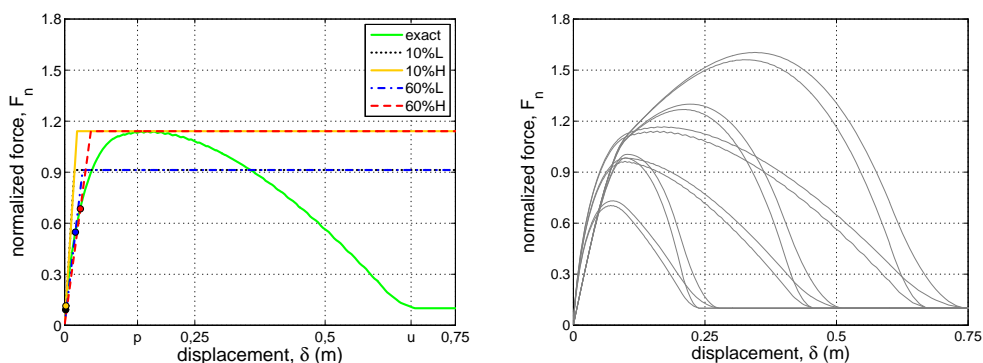 1.8
1.5
1.2
0.9
0.6
0.3
0
normalized force, Fn
exact
10%L
10%H
60%L
60%H
0 p 0,25 0,5 u 0,75
displacement, δ (m)
1.8
1.5
1.2
0.9
0.6
0.3
0
normalized force, Fn
0 0.25 0.5 0.75
displacement, δ (m)